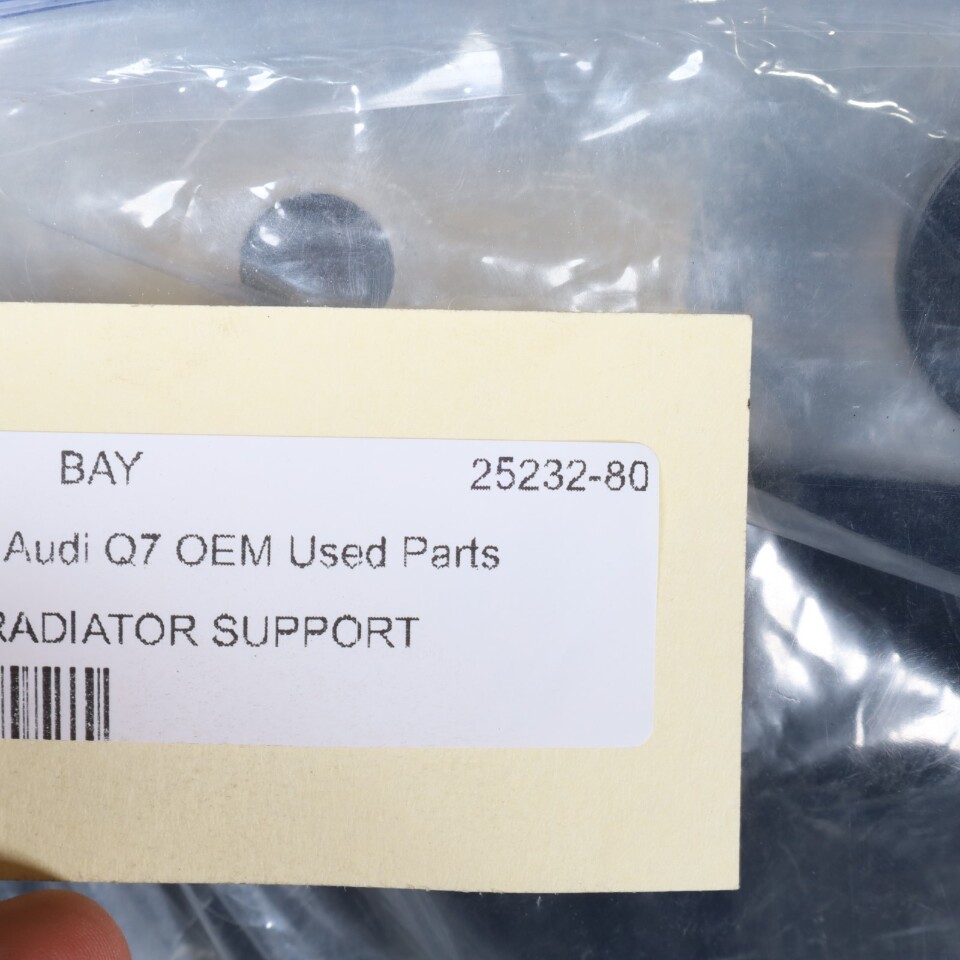 BAY 25232-80
Audi Q7 OEM Used Parts
RADIATOR SUPPORT